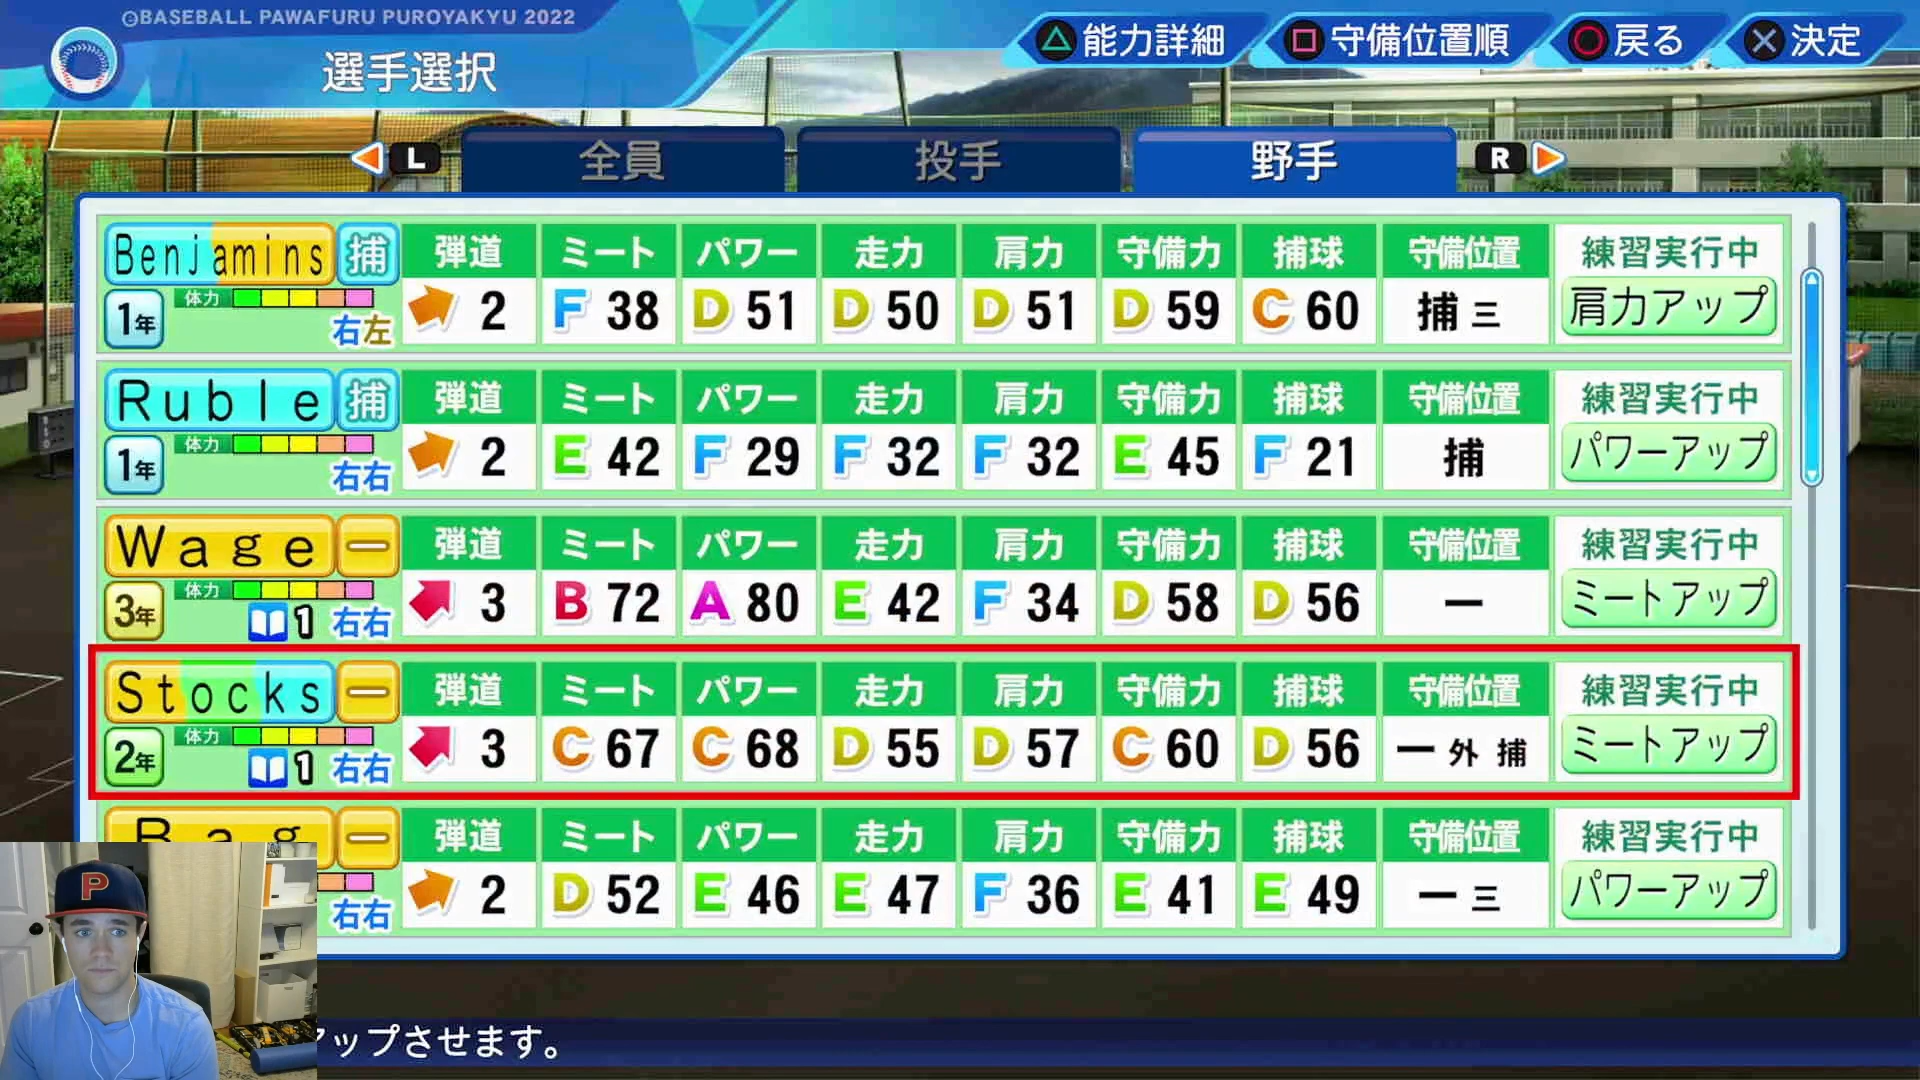 ©BASEBALL PAWAFURU PUROYAKYU 2022
選手選択
能力詳細 守備位置順 戻る 決定
L 全員 投手 野手 R
Benjamins 捕 弾道 ミート パワー 走力 肩力 守備力 捕球 守備位置 練習実行中
1年 体力 右左 2 F 38 D 51 D 50 D 51 D 59 C 60 捕 三 肩力アップ
Ruble 捕 弾道 ミート パワー 走力 肩力 守備力 捕球 守備位置 練習実行中
1年 体力 右右 2 E 42 F 29 F 32 F 32 E 45 F 21 捕 パワーアップ
Wage 一 弾道 ミート パワー 走力 肩力 守備力 捕球 守備位置 練習実行中
3年 体力 1 右右 3 B 72 A 80 E 42 F 34 D 58 D 56 一 ミートアップ
Stocks 一 弾道 ミート パワー 走力 肩力 守備力 捕球 守備位置 練習実行中
2年 体力 1 右右 3 C 67 C 68 D 55 D 57 C 60 D 56 一 外 捕 ミートアップ
一 弾道 ミート パワー 走力 肩力 守備力 捕球 守備位置 練習実行中
右右 2 D 52 E 46 E 47 F 36 E 41 E 49 一 三 パワーアップ
P
ップさせます。